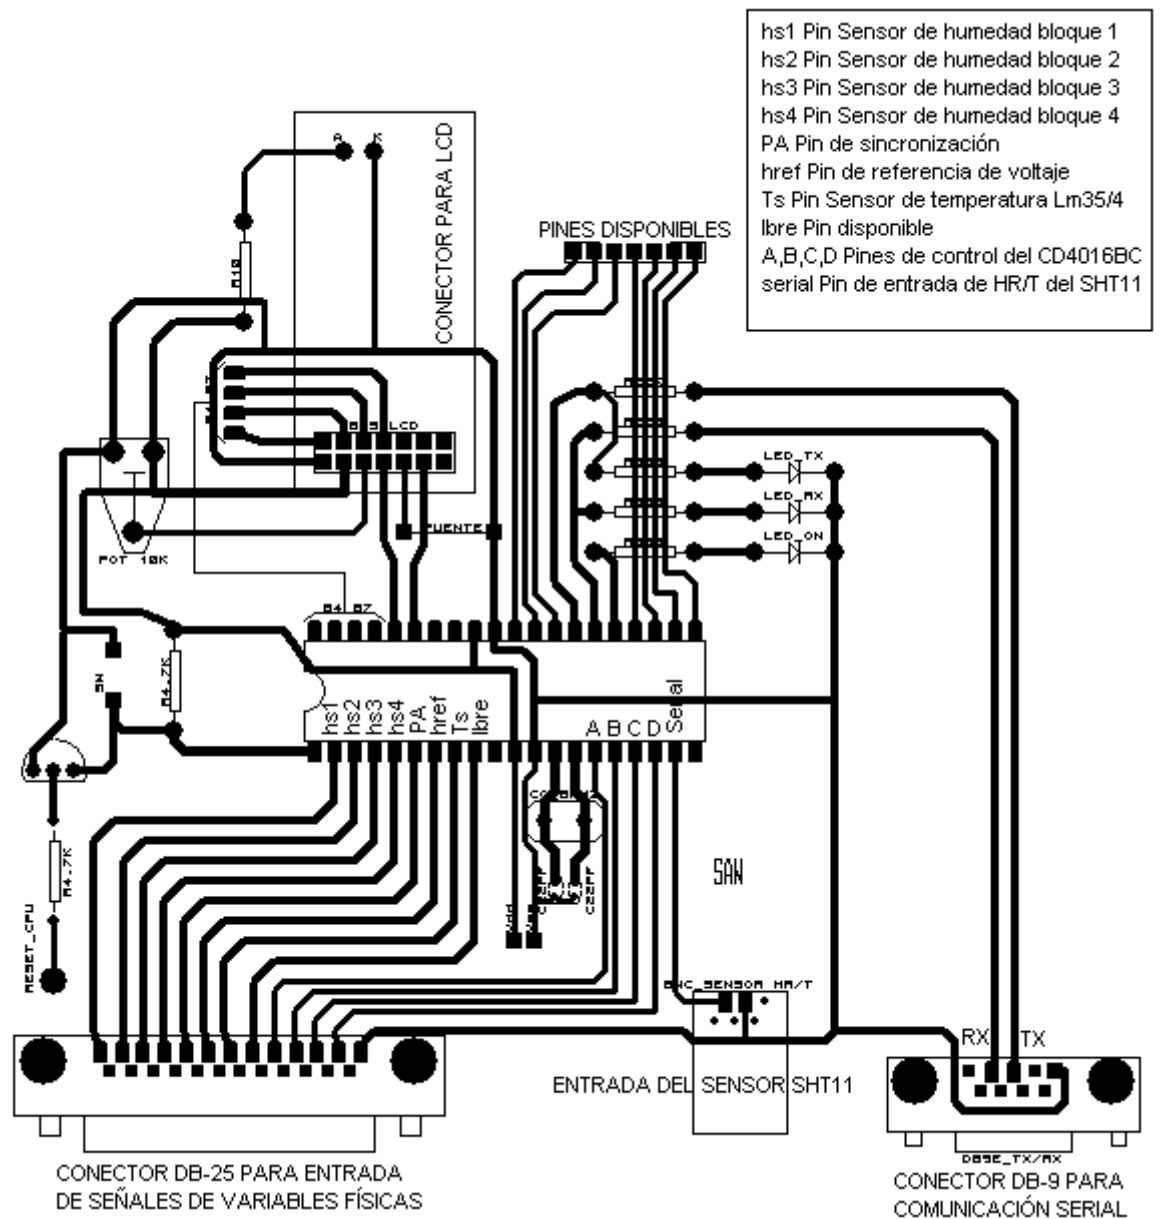 hs1 Pin Sensor de humedad bloque 1
hs2 Pin Sensor de humedad bloque 2
hs3 Pin Sensor de humedad bloque 3
hs4 Pin Sensor de humedad bloque 4
PA Pin de sincronización
href Pin de referencia de voltaje
Ts Pin Sensor de temperatura Lm35/4
lbre Pin disponible
A,B,C,D Pines de control del CD4016BC
serial Pin de entrada de HR/T del SHT11
A K
CONECTOR PARA LCD
PINES DISPONIBLES
R10
LCD
LED_TX
LED_RX
LED_ON
PUENTE
POT 10K
B4 B7
SW
R4.7K
hs1
hs2
hs3
hs4
PA
href
Ts
lbre
A B C D
Serial
R4.7K
RESET_CPU
Vdd
C22PF
SAN
BNC_SENSOR HR/T
RX TX
ENTRADA DEL SENSOR SHT11
DB9E_TX/RX
CONECTOR DB-25 PARA ENTRADA
DE SEÑALES DE VARIABLES FÍSICAS
CONECTOR DB-9 PARA
COMUNICACIÓN SERIAL